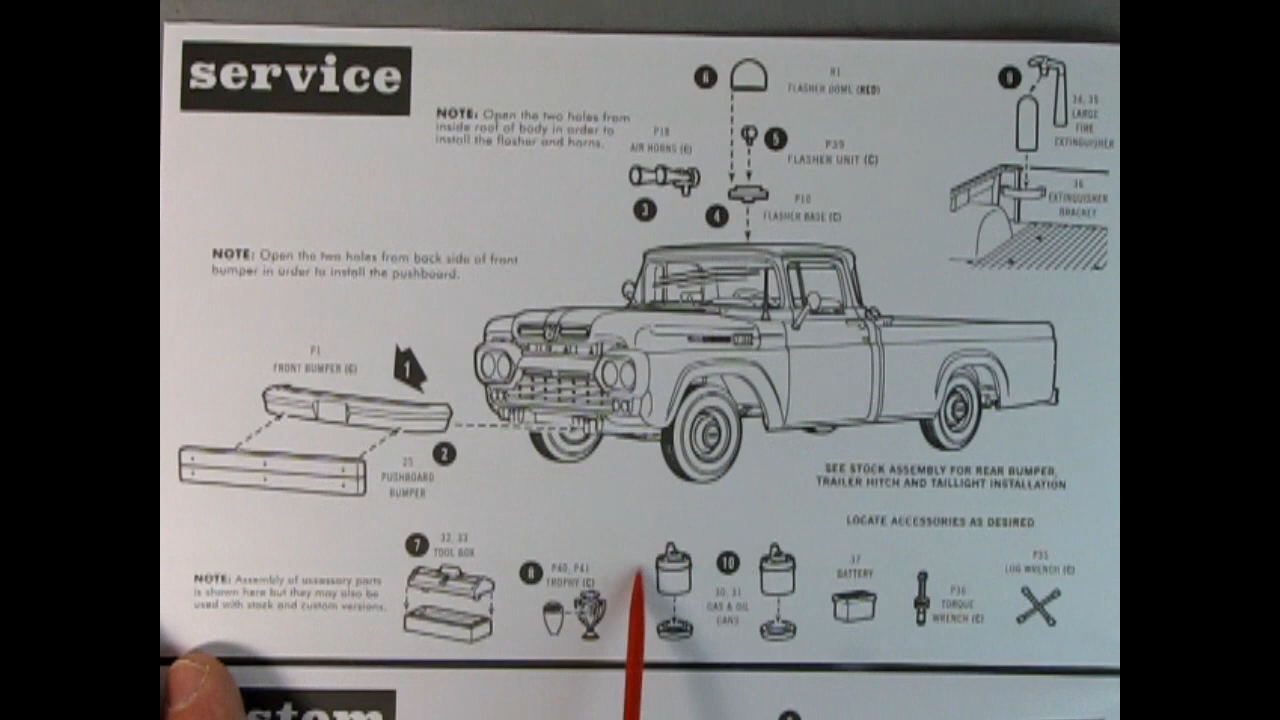 service
NOTE: Open the two holes from
inside roof of body in order to
install the flasher and horns.
P18
AIR HORNS (C)
3
6
R1
FLASHER DOME (RED)
5
P39
FLASHER UNIT (C)
4
P10
FLASHER BASE (C)
9
34, 35
LARGE
FIRE
EXTINGUISHER
36
EXTINGUISHER
BRACKET
NOTE: Open the two holes from back side of front
bumper in order to install the pushboard.
P1
FRONT BUMPER (C)
1
2
25
PUSHBOARD
BUMPER
SEE STOCK ASSEMBLY FOR REAR BUMPER,
TRAILER HITCH AND TAILLIGHT INSTALLATION
LOCATE ACCESSORIES AS DESIRED
NOTE: Assembly of accessory parts
is shown here but they may also be
used with stock and custom versions.
7
32, 33
TOOL BOX
8
P40, P41
TROPHY (C)
10
30, 31
GAS & OIL
CANS
37
BATTERY
P36
TORQUE
WRENCH (C)
P35
LUG WRENCH (C)
stom